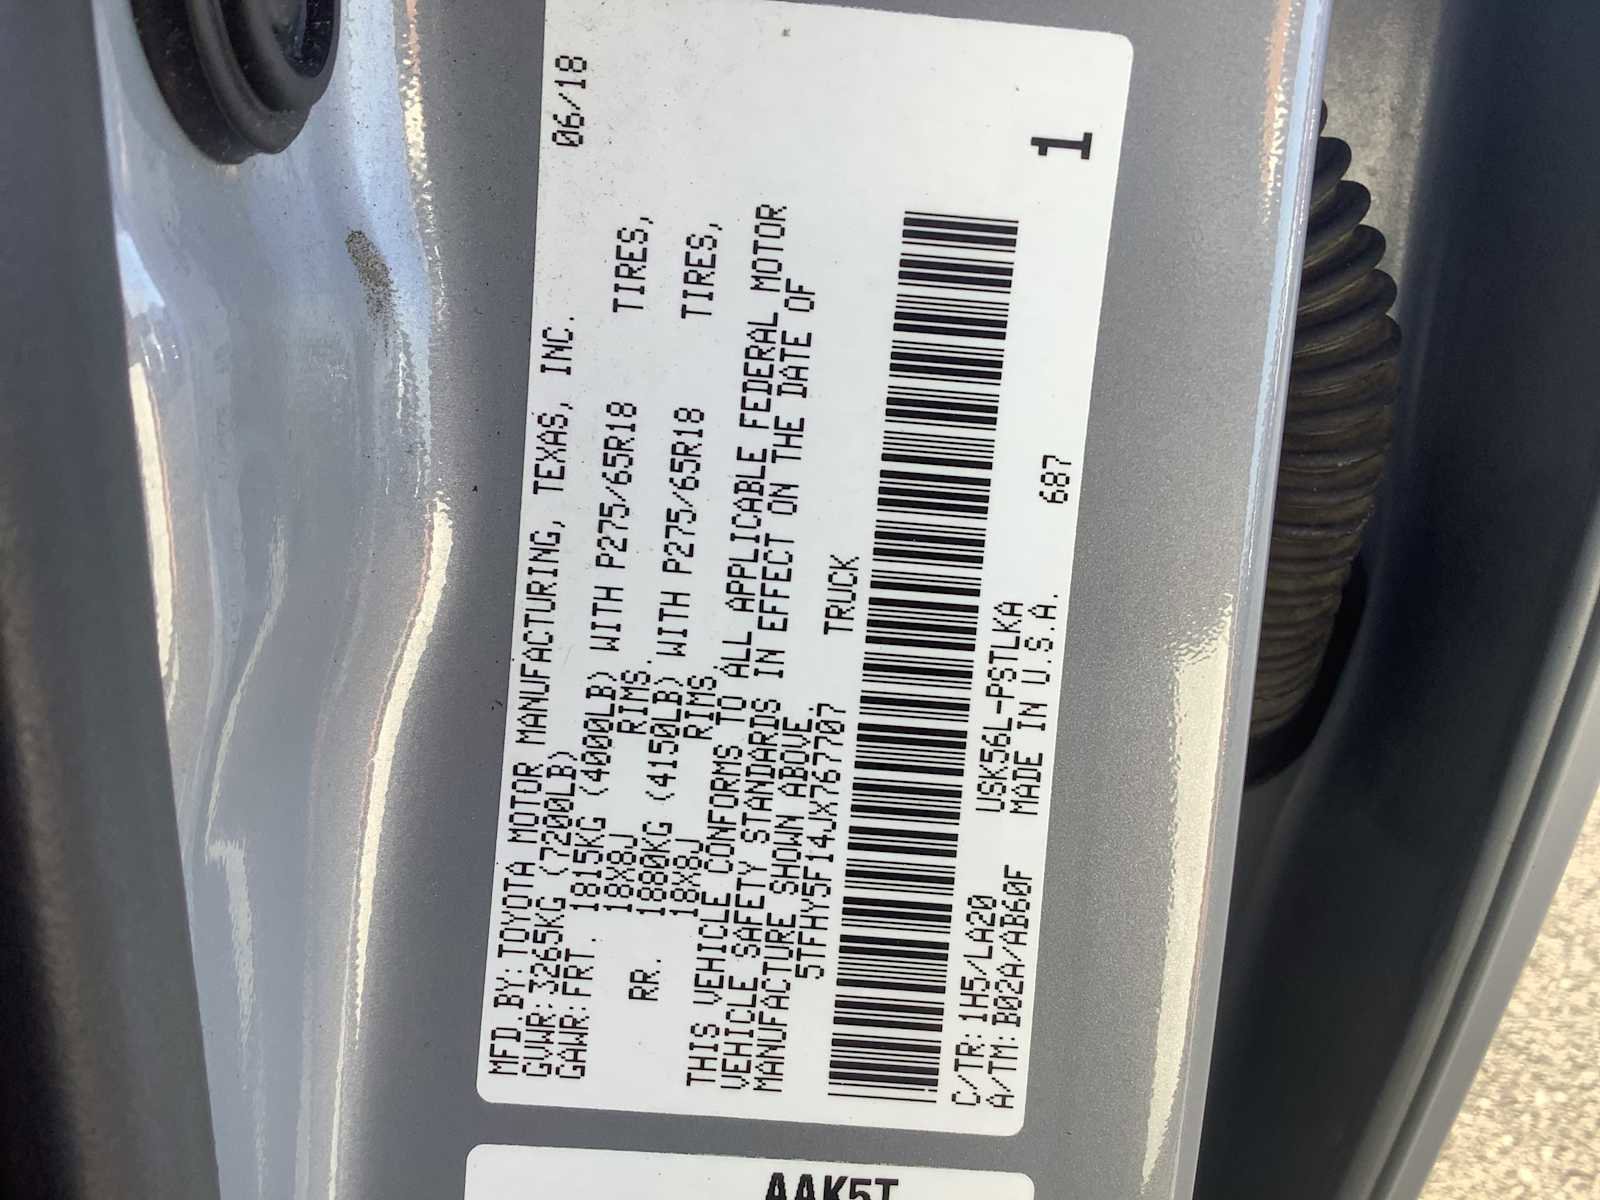 MFD.BY:TOYOTA MOTOR MANUFACTURING, TEXAS, INC. 06/18
GVWR:3265KG (7200LB)
GAWR:FRT. 1815KG (4000LB) WITH P275/65R18 TIRES,
18X8J RIMS.
RR. 1880KG (4150LB) WITH P275/65R18 TIRES,
18X8J RIMS.
THIS VEHICLE CONFORMS TO ALL APPLICABLE FEDERAL MOTOR
VEHICLE SAFETY STANDARDS IN EFFECT ON THE DATE OF
MANUFACTURE SHOWN ABOVE.
5TFHY5F14JX767707 TRUCK
C/TR: 1H5/LA20 USK56L-PSTLKA 687 1
A/TM: B02A/AB60F MADE IN U.S.A.
AAK5T